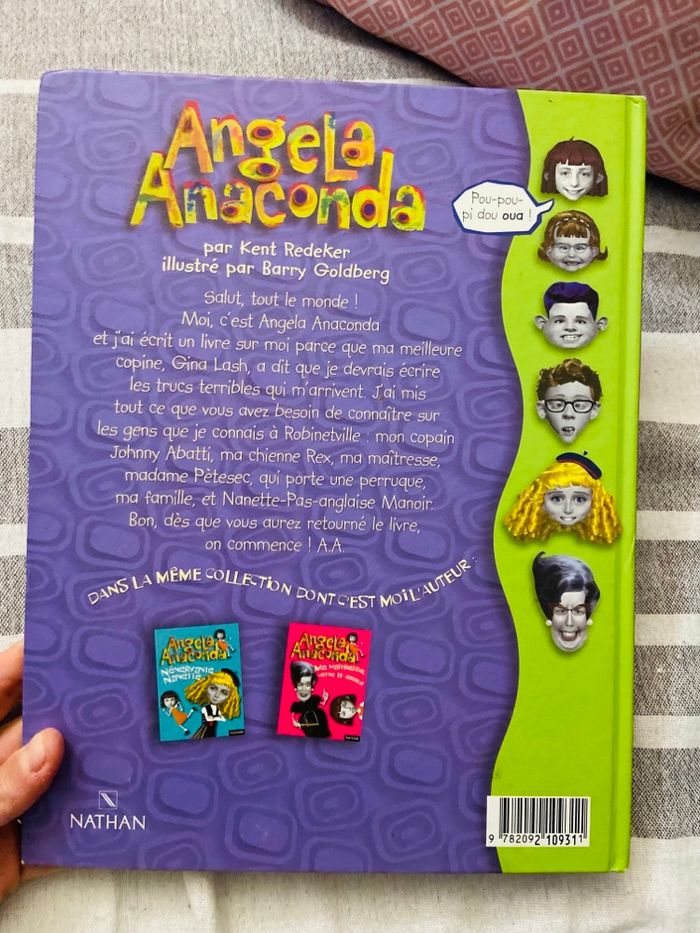 Angela
Anaconda
par Kent Redeker
illustré par Barry Goldberg
Pou-pou-
pi dou oua !
Salut, tout le monde !
Moi, c'est Angela Anaconda
et j'ai écrit un livre sur moi parce que ma meilleure
copine, Gina Lash, a dit que je devrais écrire
les trucs terribles qui m'arrivent. J'ai mis
tout ce que vous avez besoin de connaître sur
les gens que je connais à Robinetville : mon copain
Johnny Abatti, ma chienne Rex, ma maîtresse,
madame Pètesec, qui porte une perruque,
ma famille, et Nanette-Pas-anglaise Manoir.
Bon, dès que vous aurez retourné le livre,
on commence ! A.A.
DANS LA MÊME COLLECTION DONT C'EST MOI L'AUTEUR :
Angela
Anaconda
Nanette
Angela
Anaconda
Ma
NATHAN
9 782092 109311